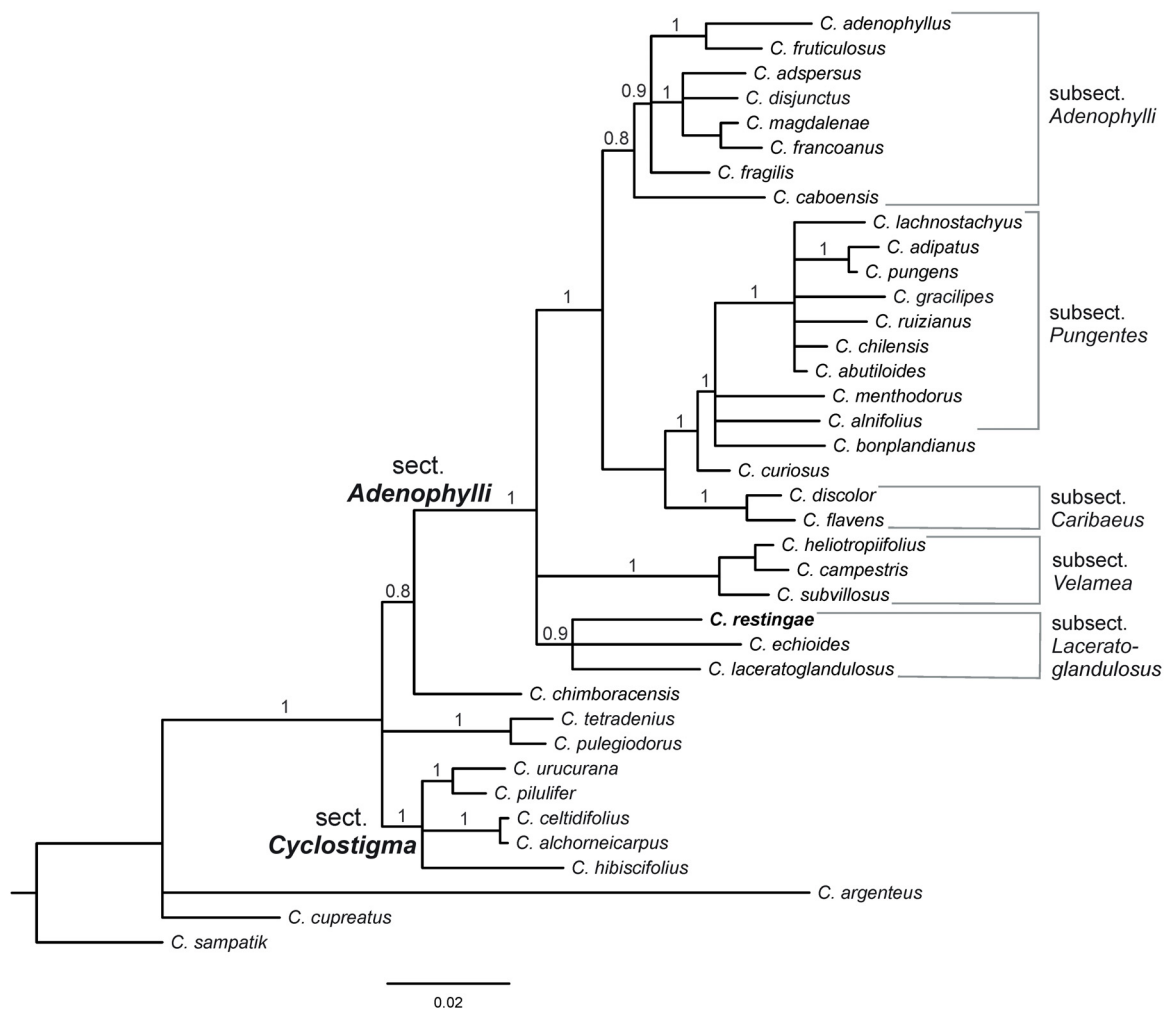 1
C. adenophyllus
C. fruticulosus
C. adspersus
0.9
1
C. disjunctus
subsect.
Adenophylli
C. magdalenae
0.8
C. francoanus
C. fragilis
C. caboensis
C. lachnostachyus
1
C. adipatus
C. pungens
1
1
C. gracilipes
subsect.
Pungentes
C. ruizianus
C. chilensis
C. abutiloides
1
C. menthodorus
1
C. alnifolius
C. bonplandianus
C. curiosus
sect.
Adenophylli
1
1
C. discolor
subsect.
Caribaeus
C. flavens
C. heliotropiifolius
1
C. campestris
subsect.
Velamea
0.8
C. subvillosus
C. restingae
subsect.
Lacerato-
glandulosus
0.9
C. echioides
C. laceratoglandulosus
C. chimboracensis
1
1
C. tetradenius
C. pulegiodorus
1
C. urucurana
C. pilulifer
sect.
Cyclostigma
1
1
C. celtidifolius
C. alchorneicarpus
C. hibiscifolius
C. argenteus
C. cupreatus
C. sampatik
0.02